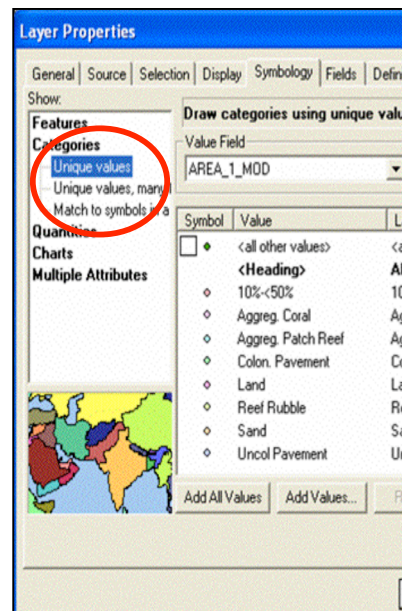 Layer Properties
General Source Selection Display Symbology Fields Defin
Show:
Features
Categories
Unique values
Unique values, many
Match to symbols in a
Quantities
Charts
Multiple Attributes
Draw categories using unique valu
Value Field
AREA_1_MOD
Symbol Value
<all other values>
<Heading>
10%-<50%
Aggreg. Coral
Aggreg. Patch Reef
Colon. Pavement
Land
Reef Rubble
Sand
Uncol Pavement
Add All Values Add Values...